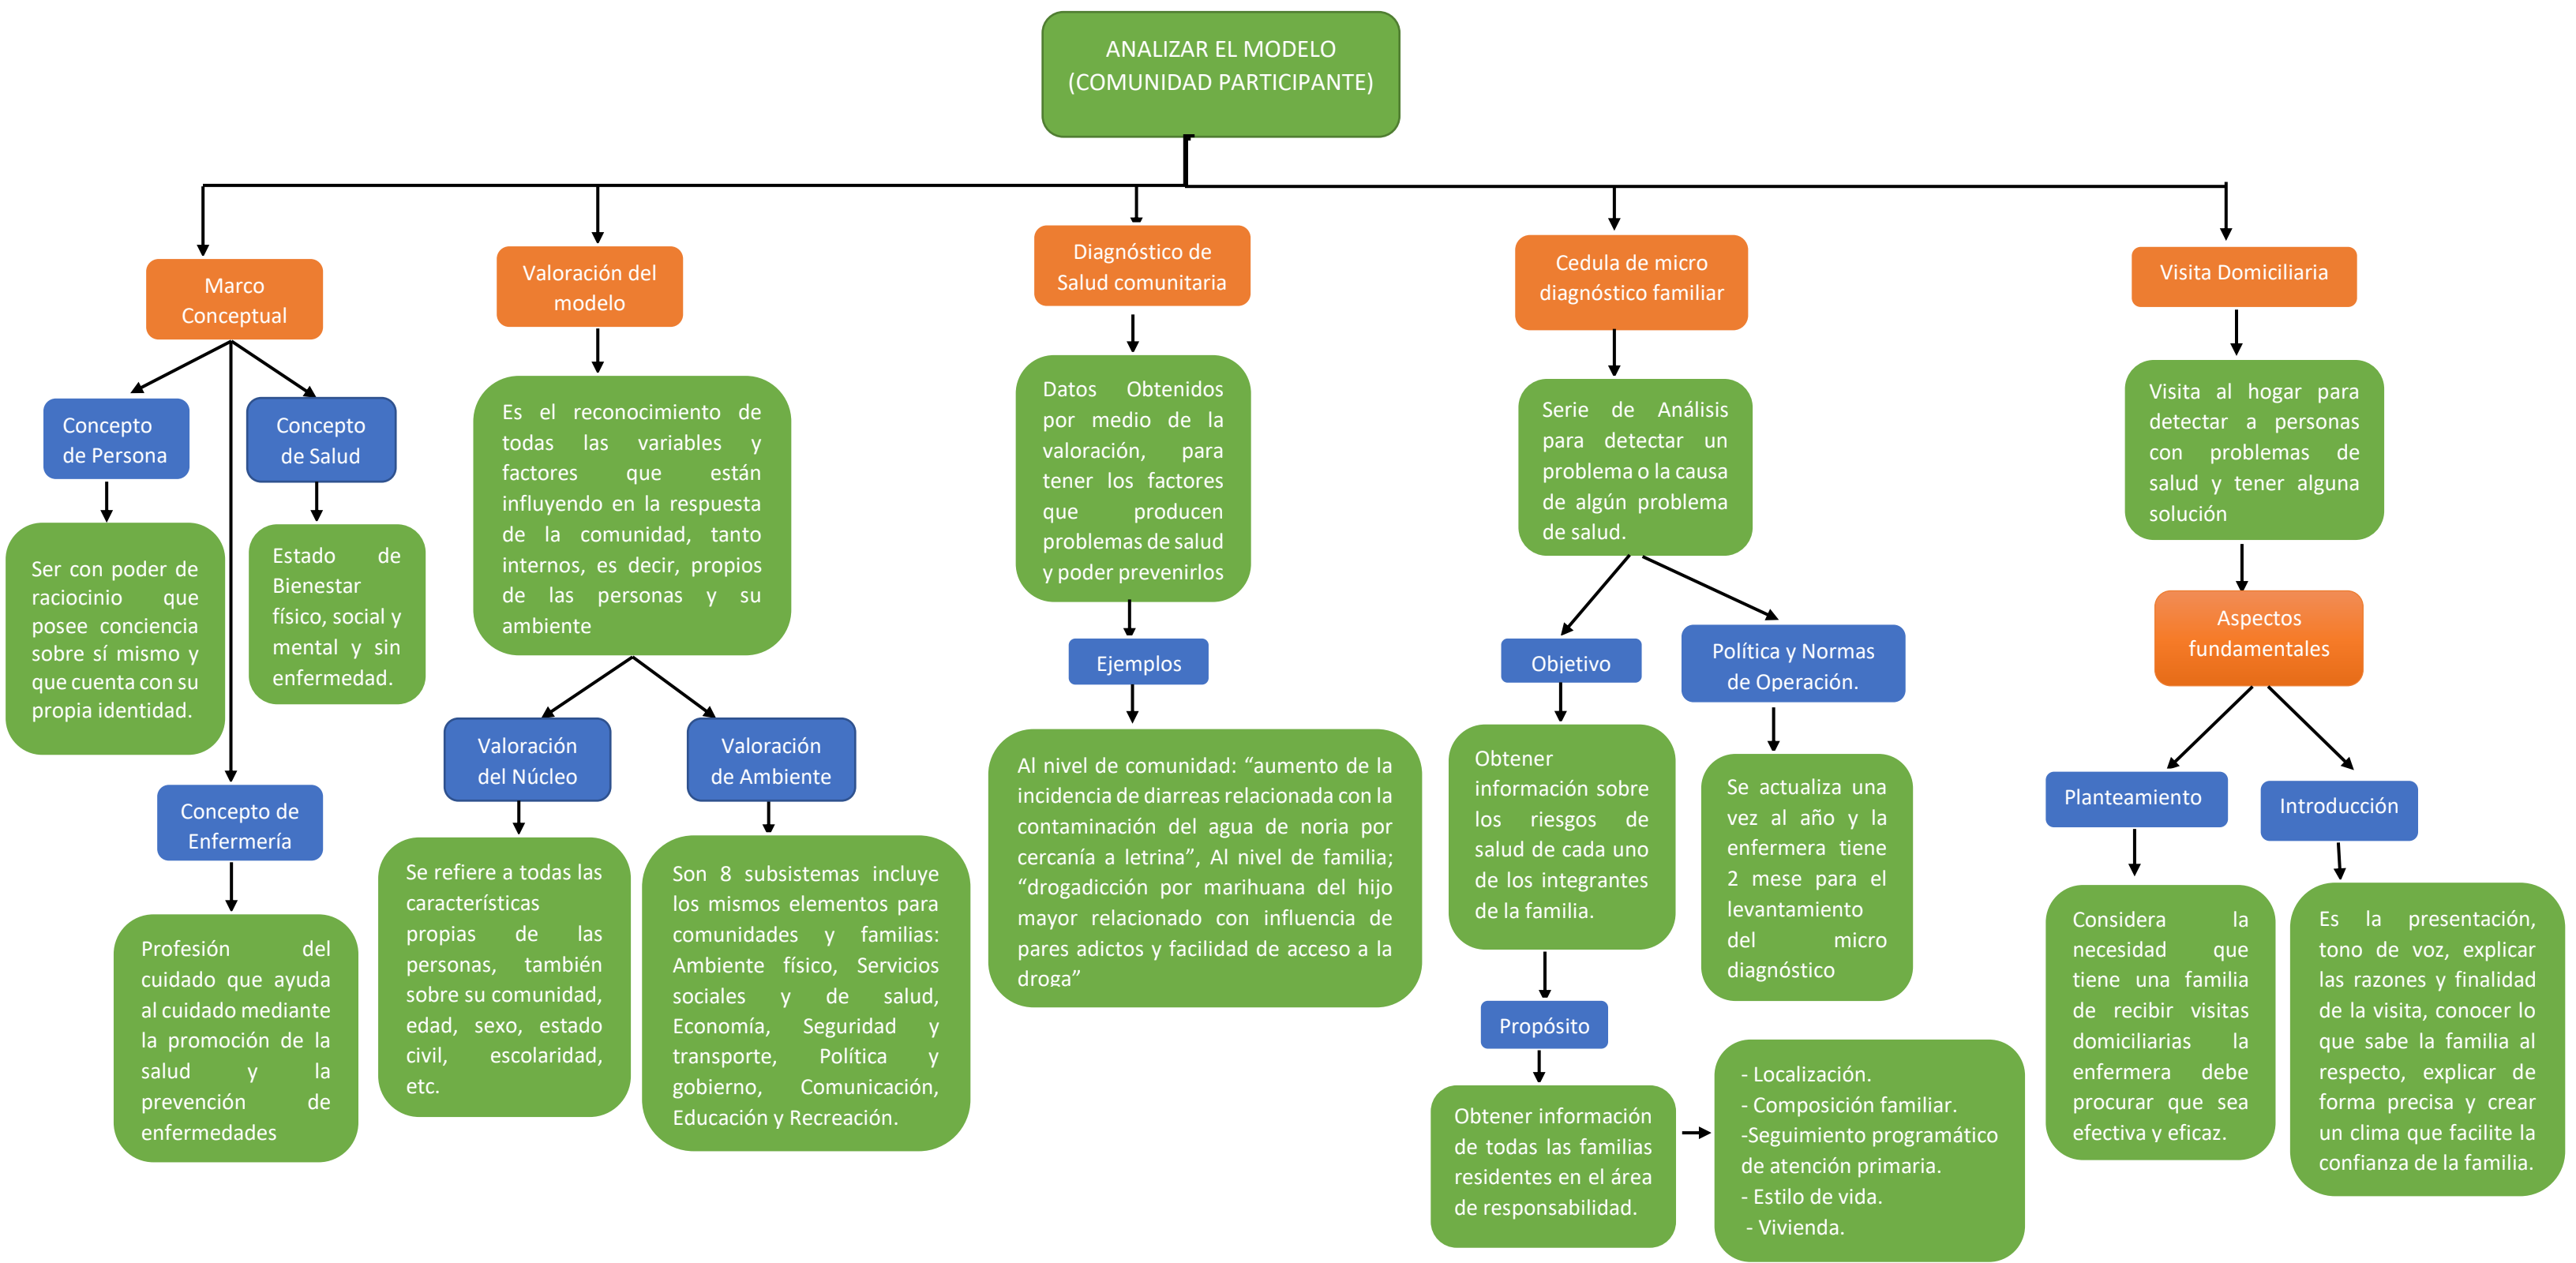 ANALIZAR EL MODELO
(COMUNIDAD PARTICIPANTE)
Marco
Conceptual
Concepto
de Persona
Ser con poder de
raciocinio que
posee conciencia
sobre sí mismo y
que cuenta con su
propia identidad.
Concepto
de Salud
Estado de
Bienestar
físico, social y
mental y sin
enfermedad.
Concepto de
Enfermería
Profesión del
cuidado que ayuda
al cuidado mediante
la promoción de la
salud y la
prevención de
enfermedades
Valoración del
modelo
Es el reconocimiento de
todas las variables y
factores que están
influyendo en la respuesta
de la comunidad, tanto
internos, es decir, propios
de las personas y su
ambiente
Valoración
del Núcleo
Se refiere a todas las
características
propias de las
personas, también
sobre su comunidad,
edad, sexo, estado
civil, escolaridad,
etc.
Valoración
de Ambiente
Son 8 subsistemas incluye
los mismos elementos para
comunidades y familias:
Ambiente físico, Servicios
sociales y de salud,
Economía, Seguridad y
transporte, Política y
gobierno, Comunicación,
Educación y Recreación.
Diagnóstico de
Salud comunitaria
Datos Obtenidos
por medio de la
valoración, para
tener los factores
que producen
problemas de salud
y poder prevenirlos
Ejemplos
Al nivel de comunidad: “aumento de la
incidencia de diarreas relacionada con la
contaminación del agua de noria por
cercanía a letrina”, Al nivel de familia;
“drogadicción por marihuana del hijo
mayor relacionado con influencia de
pares adictos y facilidad de acceso a la
droga”
Cedula de micro
diagnóstico familiar
Serie de Análisis
para detectar un
problema o la causa
de algún problema
de salud.
Objetivo
Obtener
información sobre
los riesgos de
salud de cada uno
de los integrantes
de la familia.
Propósito
Obtener información
de todas las familias
residentes en el área
de responsabilidad.
- Localización.
- Composición familiar.
-Seguimiento programático
de atención primaria.
- Estilo de vida.
- Vivienda.
Política y Normas
de Operación.
Se actualiza una
vez al año y la
enfermera tiene
2 mese para el
levantamiento
del micro
diagnóstico
Visita Domiciliaria
Visita al hogar para
detectar a personas
con problemas de
salud y tener alguna
solución
Aspectos
fundamentales
Planteamiento
Considera la
necesidad que
tiene una familia
de recibir visitas
domiciliarias la
enfermera debe
procurar que sea
efectiva y eficaz.
Introducción
Es la presentación,
tono de voz, explicar
las razones y finalidad
de la visita, conocer lo
que sabe la familia al
respecto, explicar de
forma precisa y crear
un clima que facilite la
confianza de la familia.